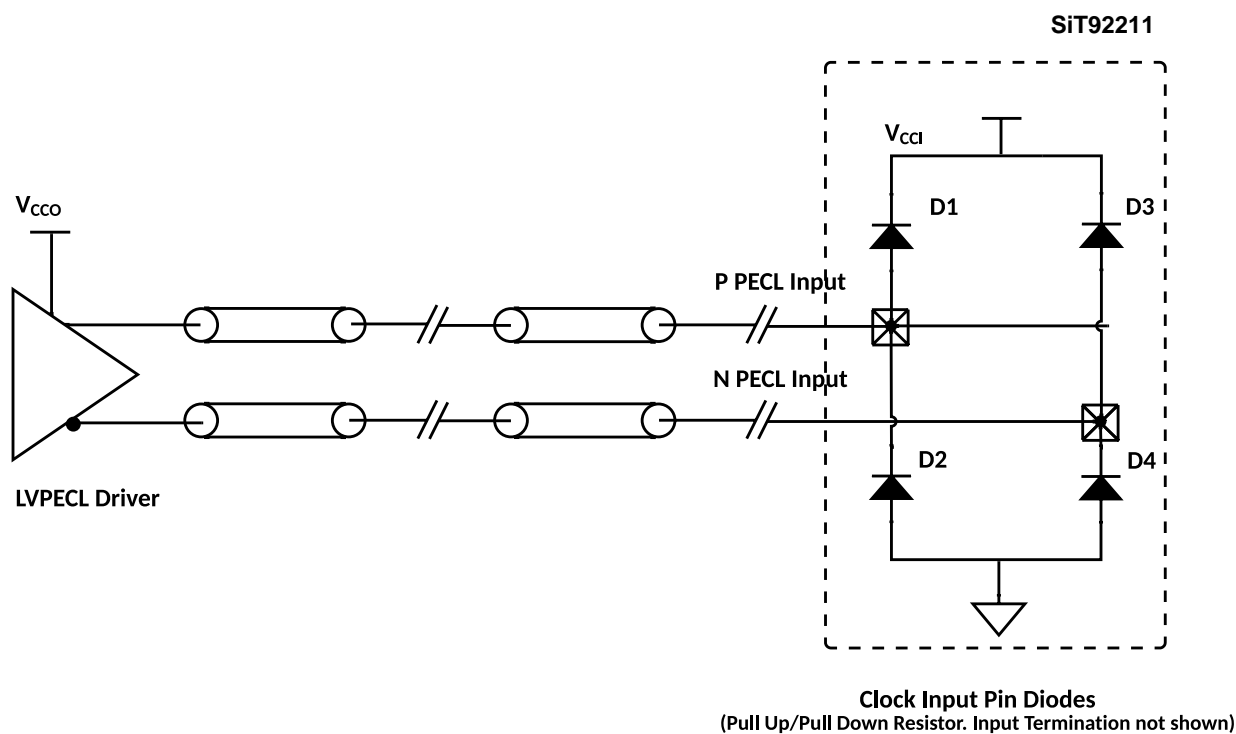 SiT92211
VCCI
D1
D3
VCCO
P PECL Input
N PECL Input
D2
D4
LVPECL Driver
Clock Input Pin Diodes
(Pull Up/Pull Down Resistor. Input Termination not shown)